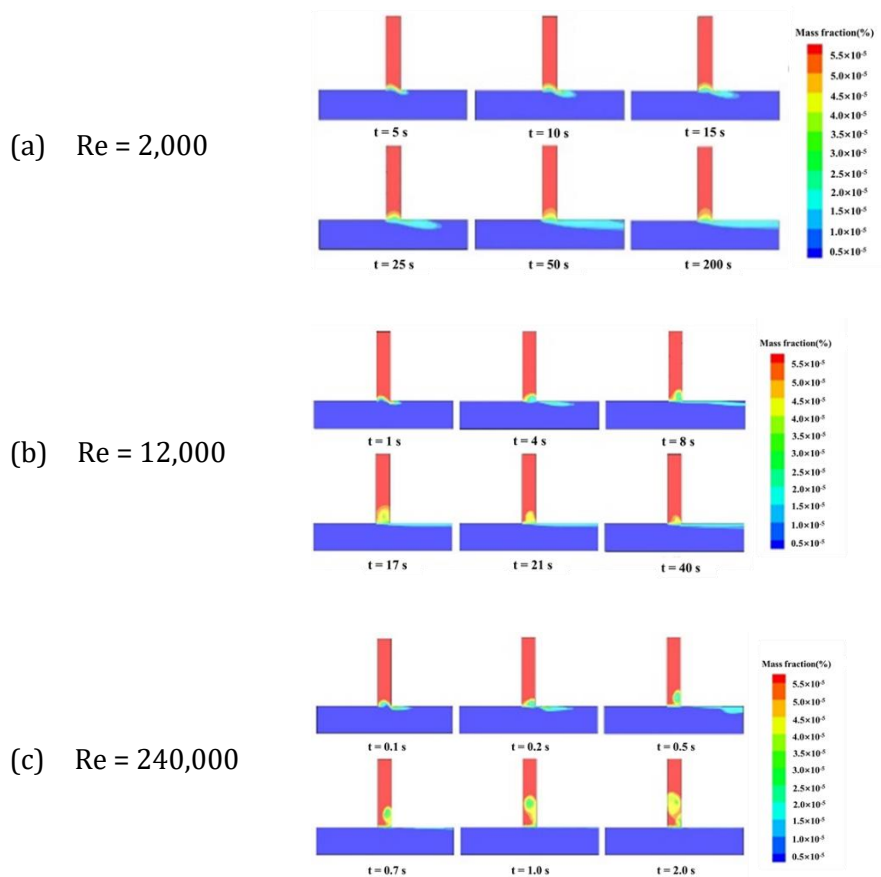 Mass fraction(%)
5.5×10⁻⁵
5.0×10⁻⁵
4.5×10⁻⁵
4.0×10⁻⁵
3.5×10⁻⁵
3.0×10⁻⁵
2.5×10⁻⁵
2.0×10⁻⁵
1.5×10⁻⁵
1.0×10⁻⁵
0.5×10⁻⁵
t = 5 s t = 10 s t = 15 s
(a) Re = 2,000
t = 25 s t = 50 s t = 200 s
Mass fraction(%)
5.5×10⁻⁵
5.0×10⁻⁵
4.5×10⁻⁵
4.0×10⁻⁵
3.5×10⁻⁵
3.0×10⁻⁵
2.5×10⁻⁵
2.0×10⁻⁵
1.5×10⁻⁵
1.0×10⁻⁵
0.5×10⁻⁵
t = 1 s t = 4 s t = 8 s
(b) Re = 12,000
t = 17 s t = 21 s t = 40 s
Mass fraction(%)
5.5×10⁻⁵
5.0×10⁻⁵
4.5×10⁻⁵
4.0×10⁻⁵
3.5×10⁻⁵
3.0×10⁻⁵
2.5×10⁻⁵
2.0×10⁻⁵
1.5×10⁻⁵
1.0×10⁻⁵
0.5×10⁻⁵
t = 0.1 s t = 0.2 s t = 0.5 s
(c) Re = 240,000
t = 0.7 s t = 1.0 s t = 2.0 s